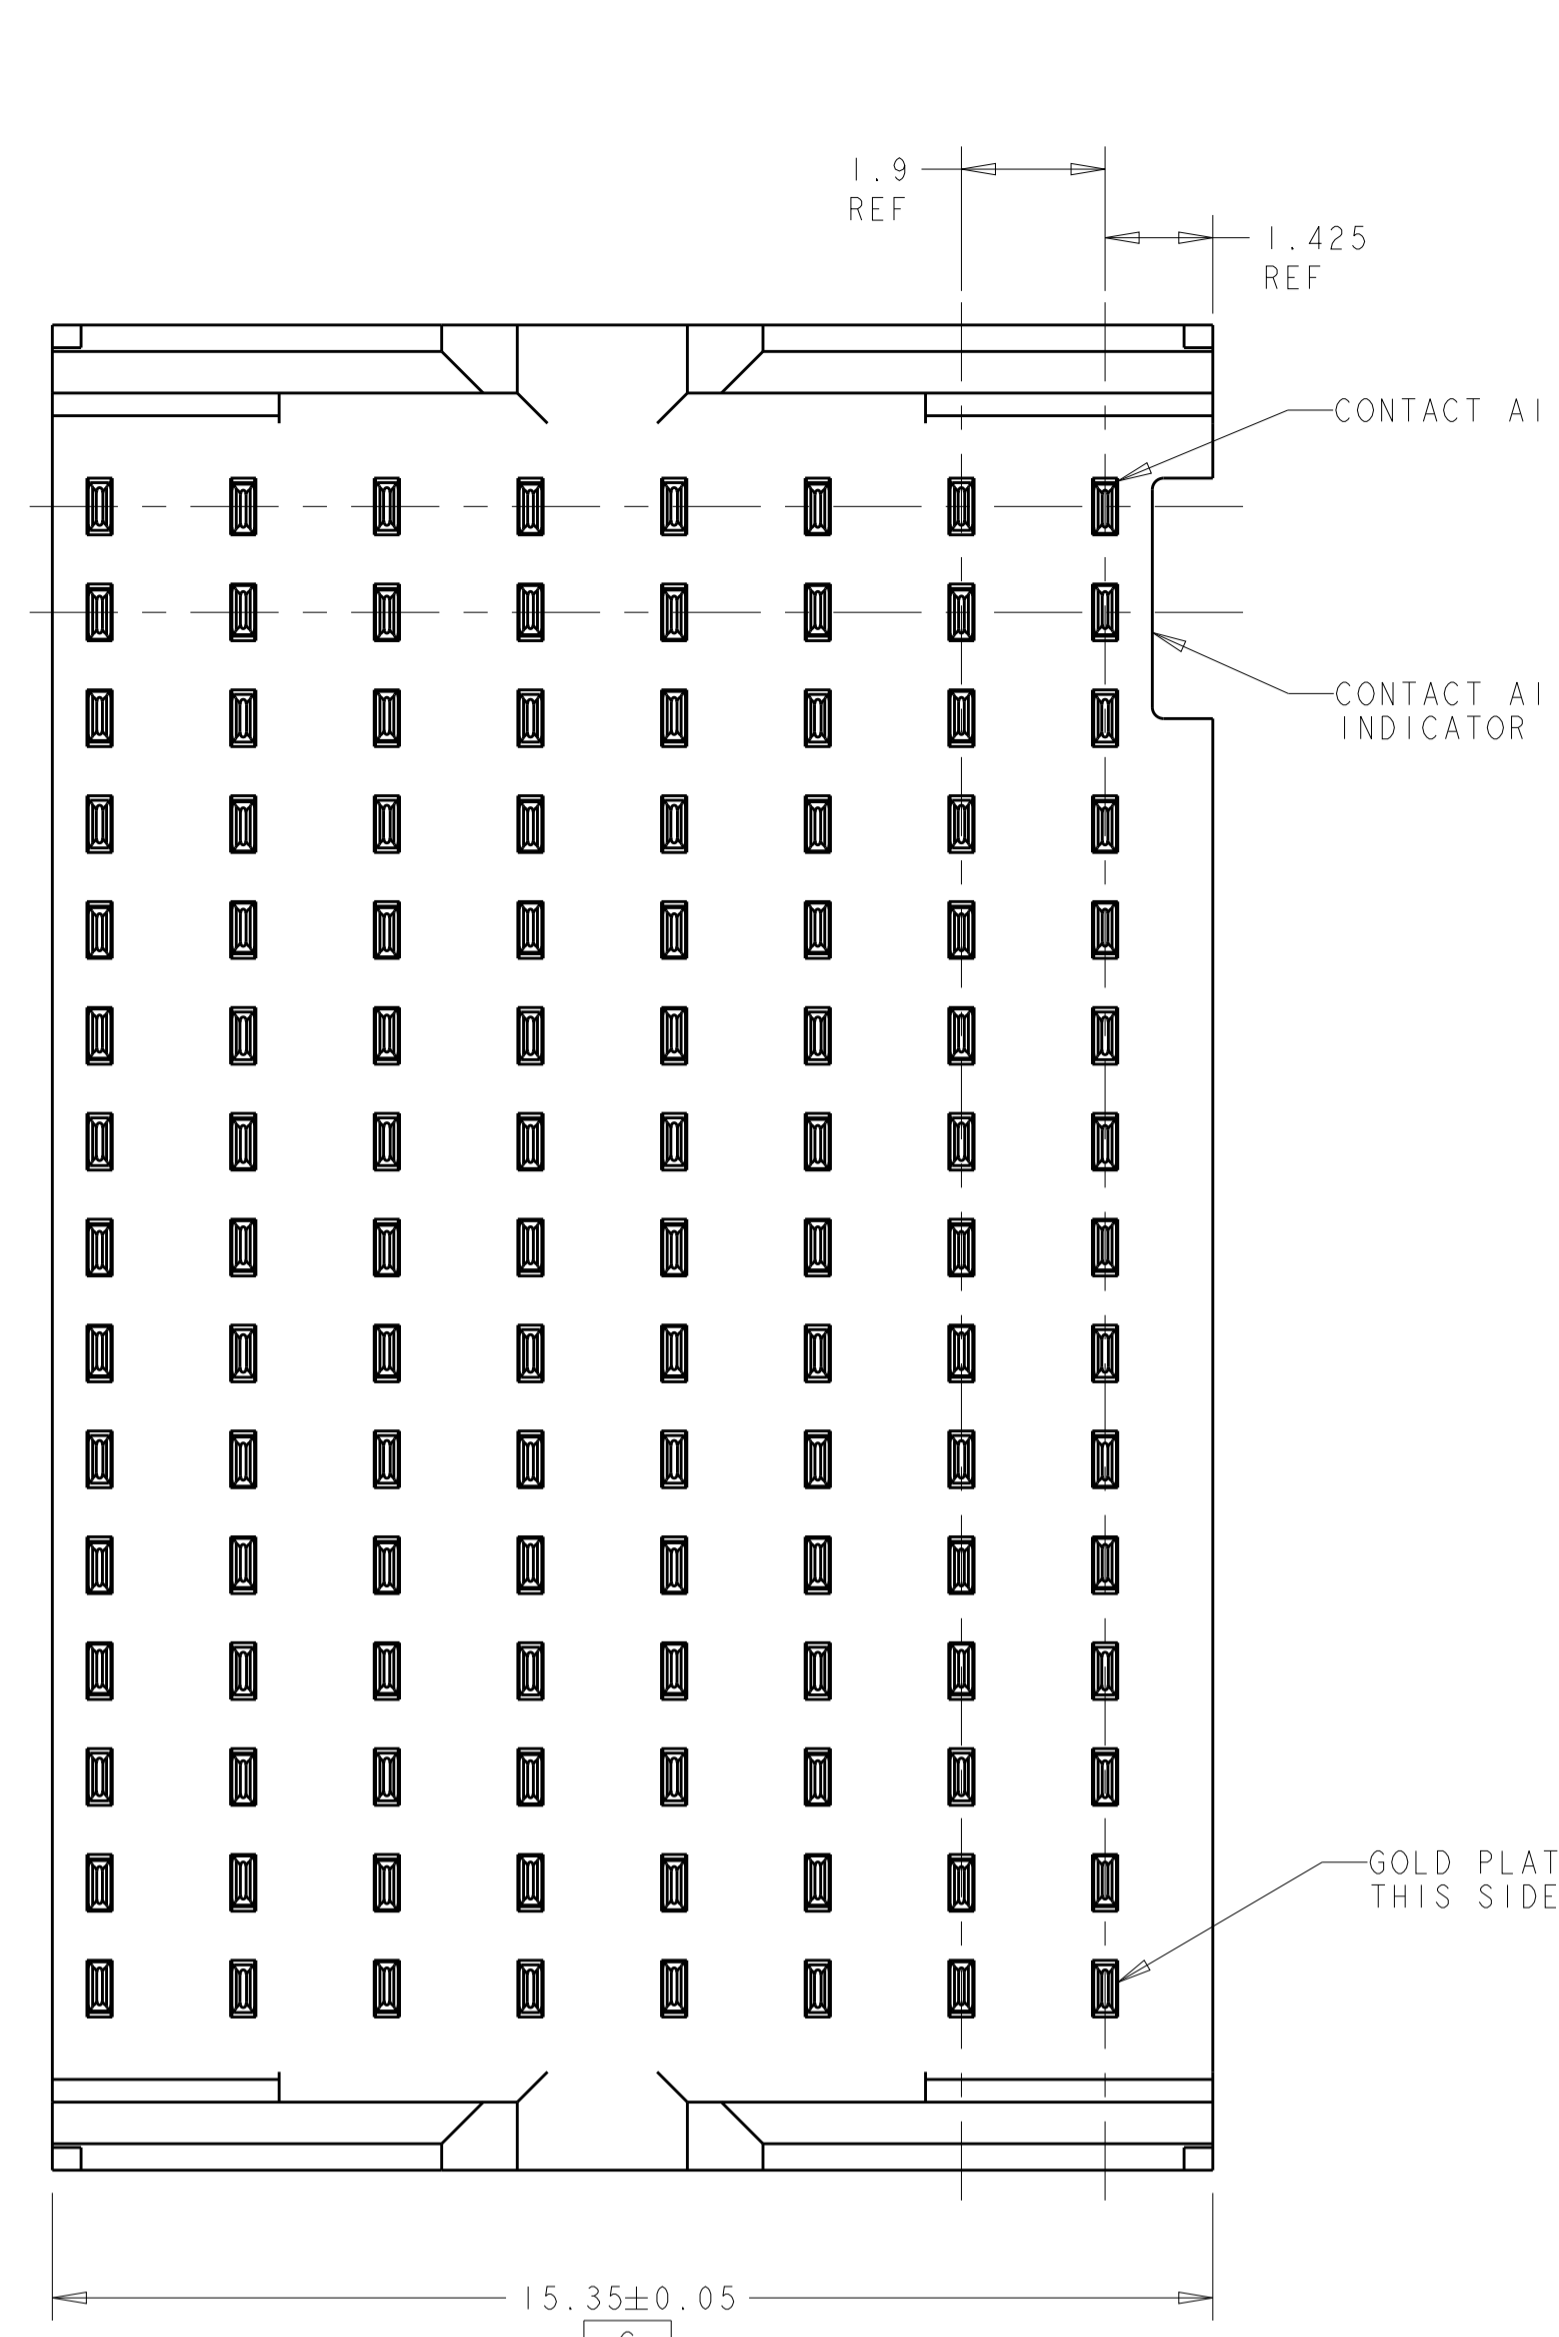 1.9
REF
1.425
REF
CONTACT A1
CONTACT A1
INDICATOR
GOLD PLAT
THIS SIDE
15.35±0.05